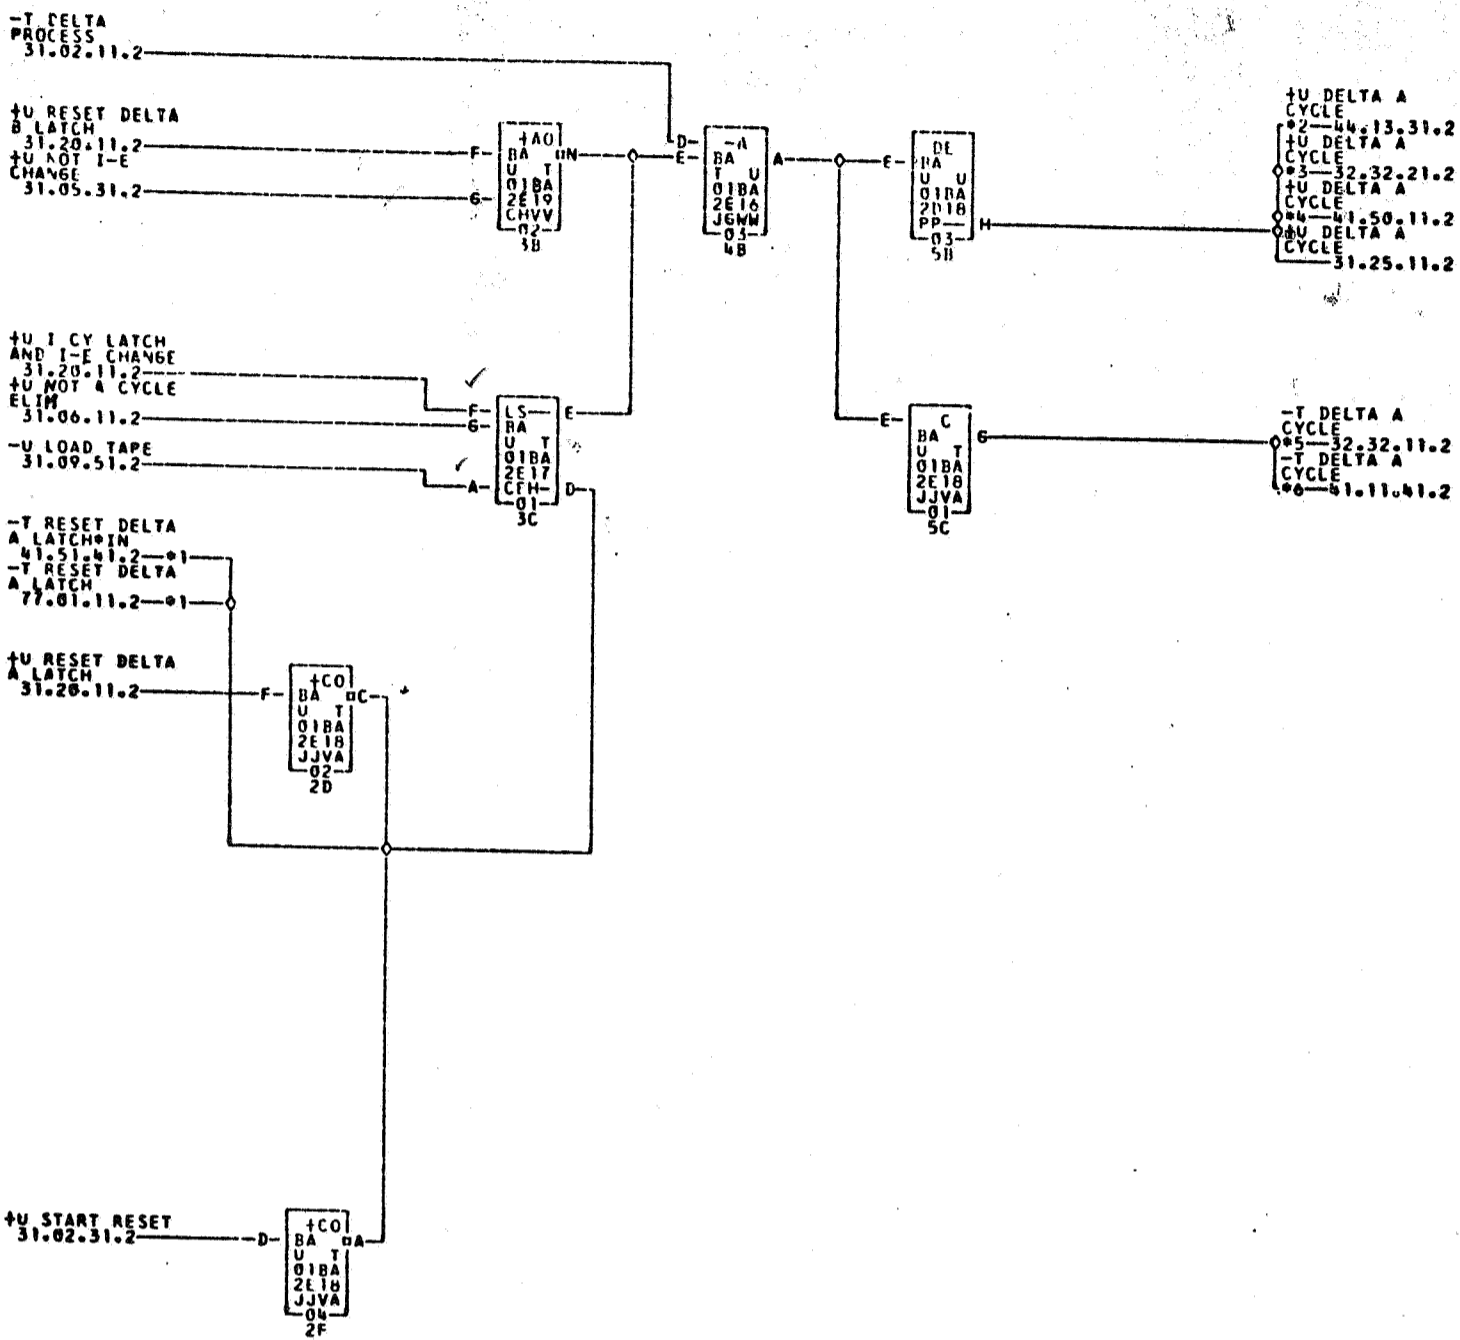 -T DELTA
PROCESS
31.02.11.2
+U RESET DELTA
B LATCH
31.20.11.2
+U NOT I-E
CHANGE
31.05.31.2
F
G
+AO
BA N
U T
01BA
2E19
CHVV
02
3B
D
E
-A
BA A
T U
01BA
2E16
JGWW
03
4B
E
DE
BA
U U
01BA
2D18
PP H
03
5B
+U DELTA A
CYCLE
*2 44.13.31.2
+U DELTA A
CYCLE
*3 32.32.21.2
+U DELTA A
CYCLE
*4 41.50.11.2
+U DELTA A
CYCLE
31.25.11.2
+U I CY LATCH
AND I-E CHANGE
31.20.11.2
+U NOT A CYCLE
ELIM
31.06.11.2
-U LOAD TAPE
31.09.51.2
F LS E
G BA
U T
01BA
2E17
A CFH D
01
3C
E
C
BA G
U T
01BA
2E18
JJVA
01
5C
-T DELTA A
CYCLE
*5 32.32.11.2
-T DELTA A
CYCLE
*6 41.11.41.2
-T RESET DELTA
A LATCH*IN
41.51.41.2 *1
-T RESET DELTA
A LATCH
77.01.11.2 *1
+U RESET DELTA
A LATCH
31.20.11.2
F
+CO
BA C
U T
01BA
2E18
JJVA
02
2D
+U START RESET
31.02.31.2
D
+CO
BA A
U T
01BA
2E18
JJVA
04
2F